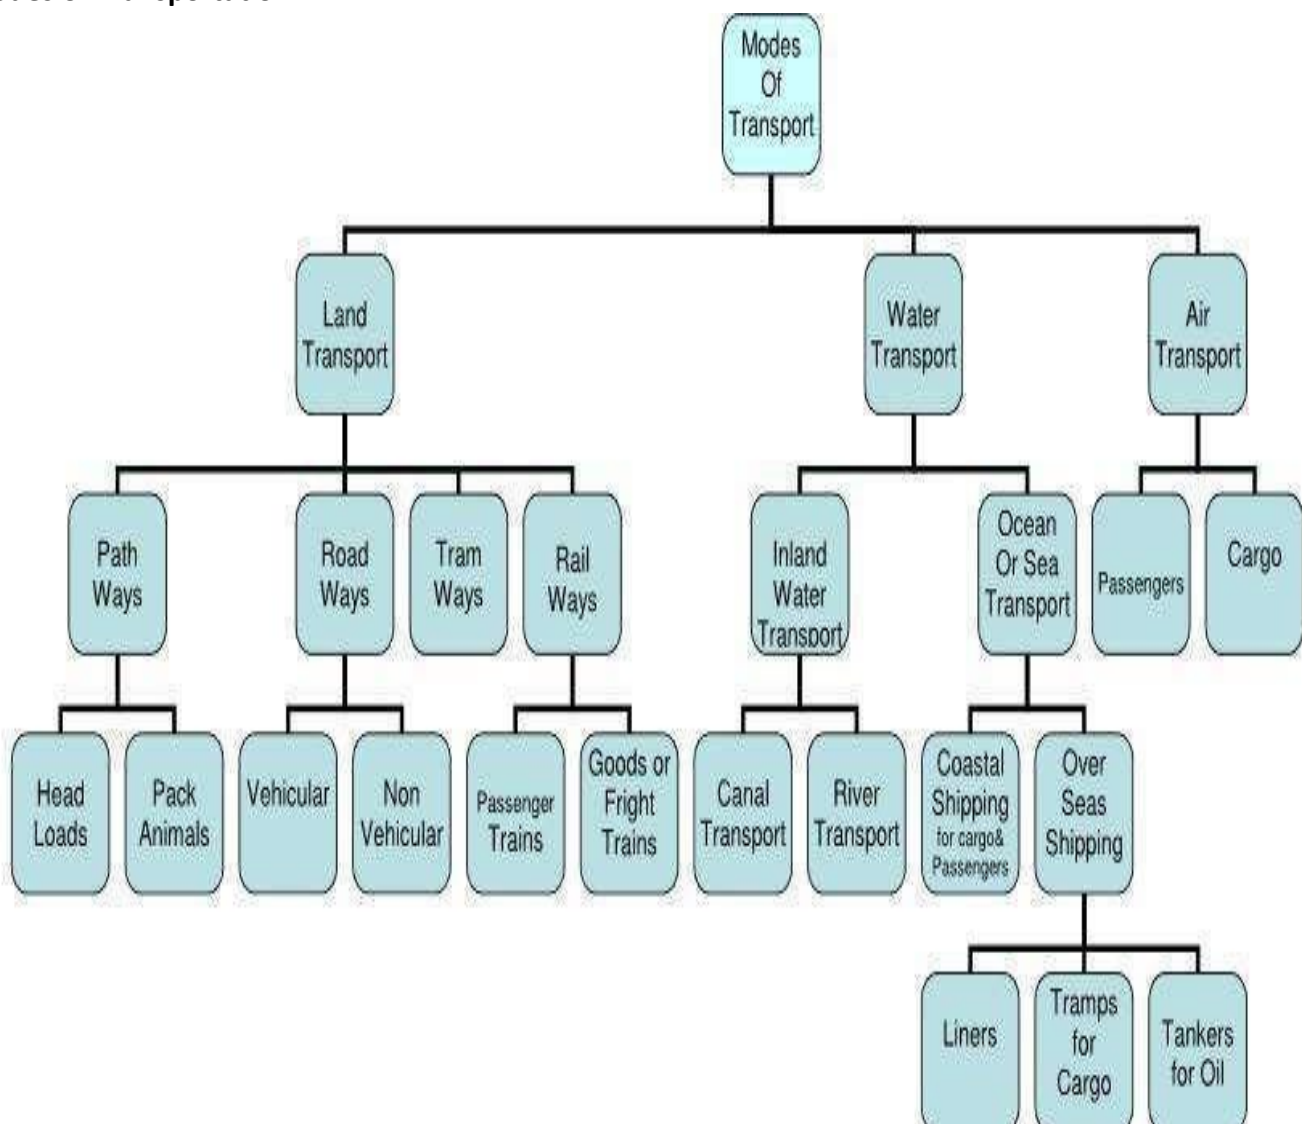 Modes
Of
Transport
Land
Transport
Water
Transport
Air
Transport
Path
Ways
Road
Ways
Tram
Ways
Rail
Ways
Inland
Water
Transport
Ocean
Or Sea
Transport
Passengers
Cargo
Head
Loads
Pack
Animals
Vehicular
Non
Vehicular
Passenger
Trains
Goods or
Fright
Trains
Canal
Transport
River
Transport
Coastal
Shipping
for cargo&
Passengers
Over
Seas
Shipping
Liners
Tramps
for
Cargo
Tankers
for Oil